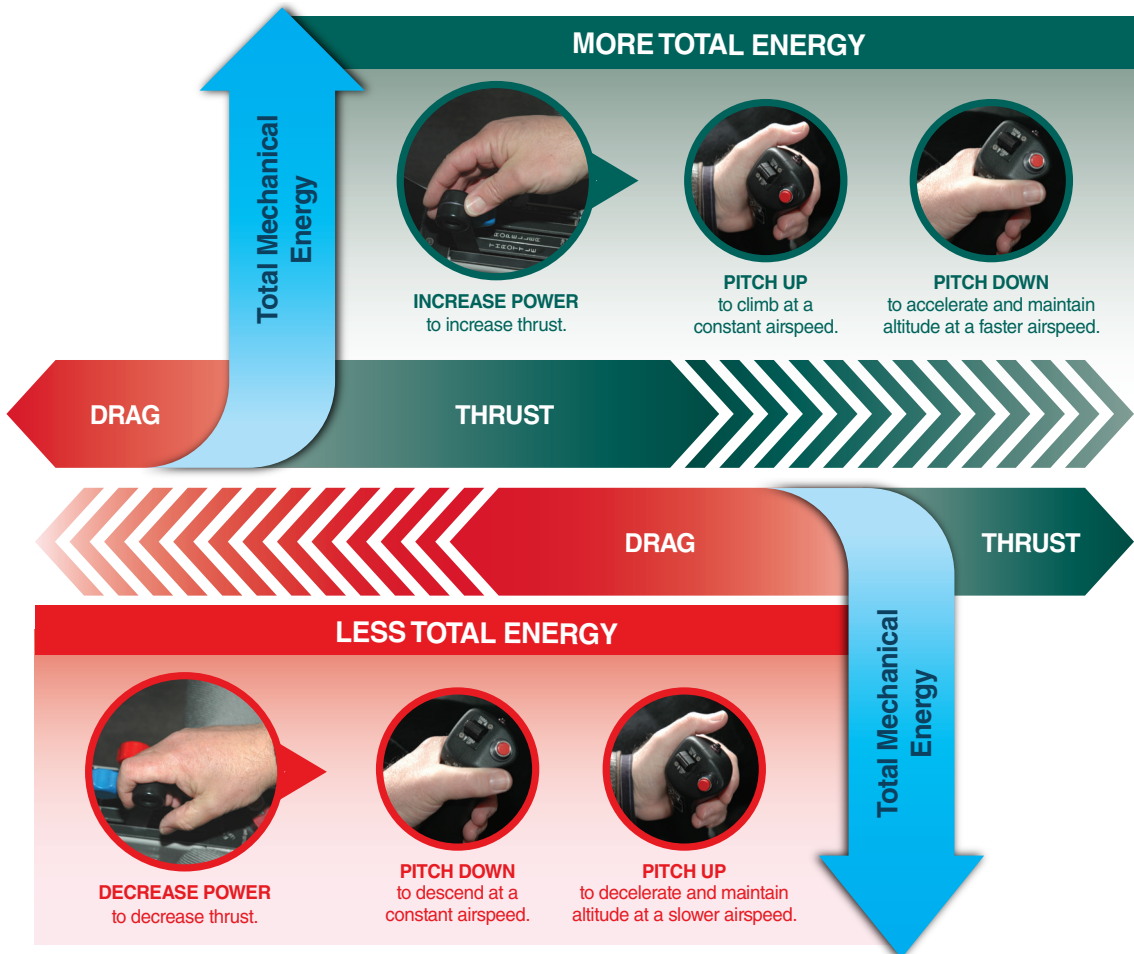 MORE TOTAL ENERGY
Total Mechanical
Energy
INCREASE POWER
to increase thrust.
PITCH UP
to climb at a
constant airspeed.
PITCH DOWN
to accelerate and maintain
altitude at a faster airspeed.
DRAG
THRUST
DRAG
THRUST
LESS TOTAL ENERGY
Total Mechanical
Energy
DECREASE POWER
to decrease thrust.
PITCH DOWN
to descend at a
constant airspeed.
PITCH UP
to decelerate and maintain
altitude at a slower airspeed.